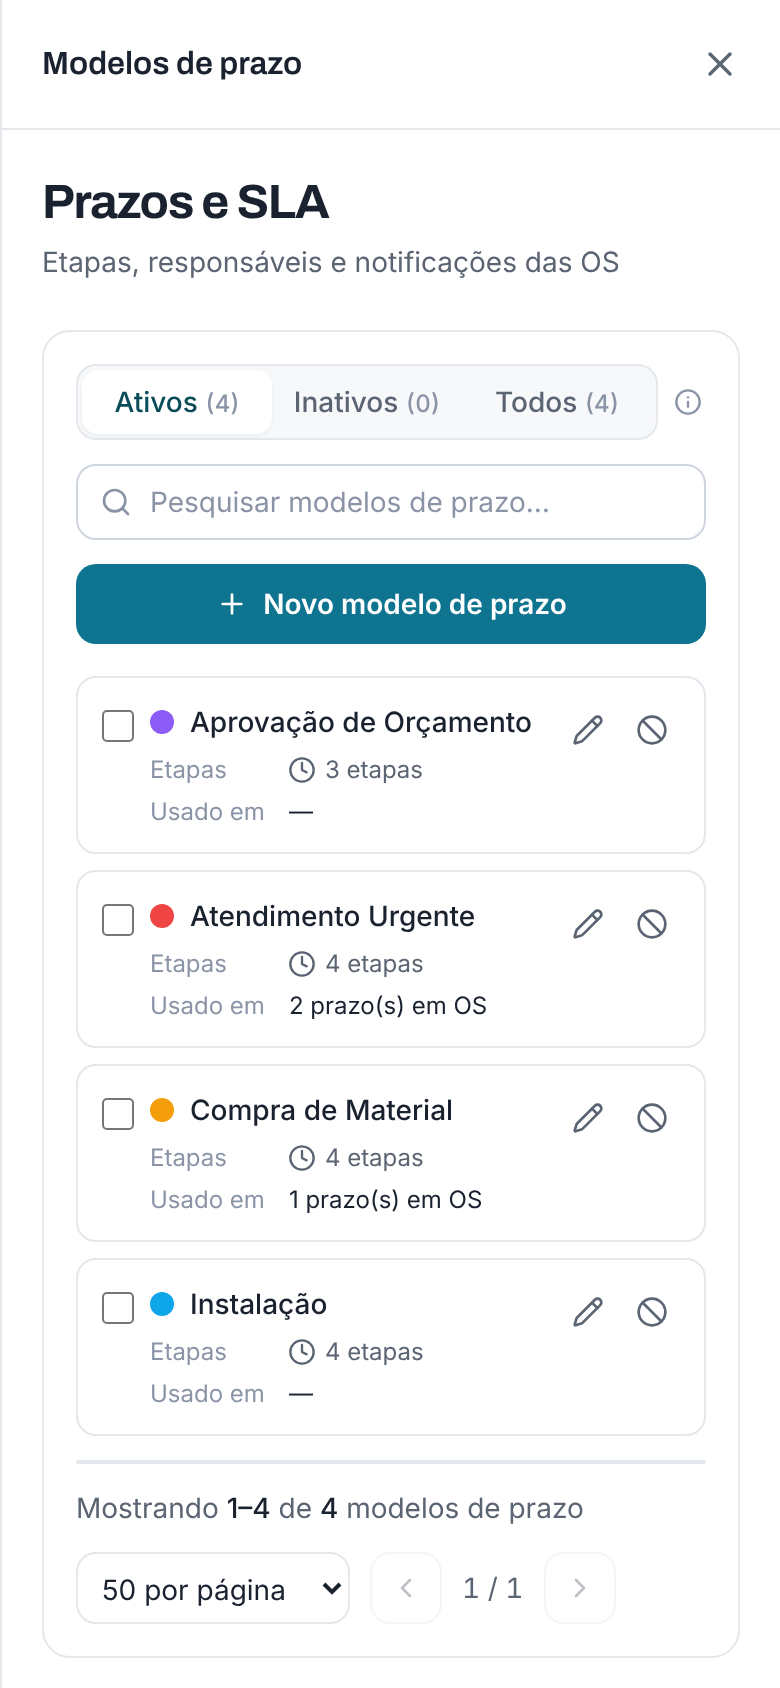 Modelos de prazo
Prazos e SLA
Etapas, responsáveis e notificações das OS
Ativos (4) Inativos (0) Todos (4)
Pesquisar modelos de prazo...
Novo modelo de prazo
Aprovação de Orçamento
Etapas 3 etapas
Usado em —
Atendimento Urgente
Etapas 4 etapas
Usado em 2 prazo(s) em OS
Compra de Material
Etapas 4 etapas
Usado em 1 prazo(s) em OS
Instalação
Etapas 4 etapas
Usado em —
Mostrando 1–4 de 4 modelos de prazo
50 por página 1 / 1